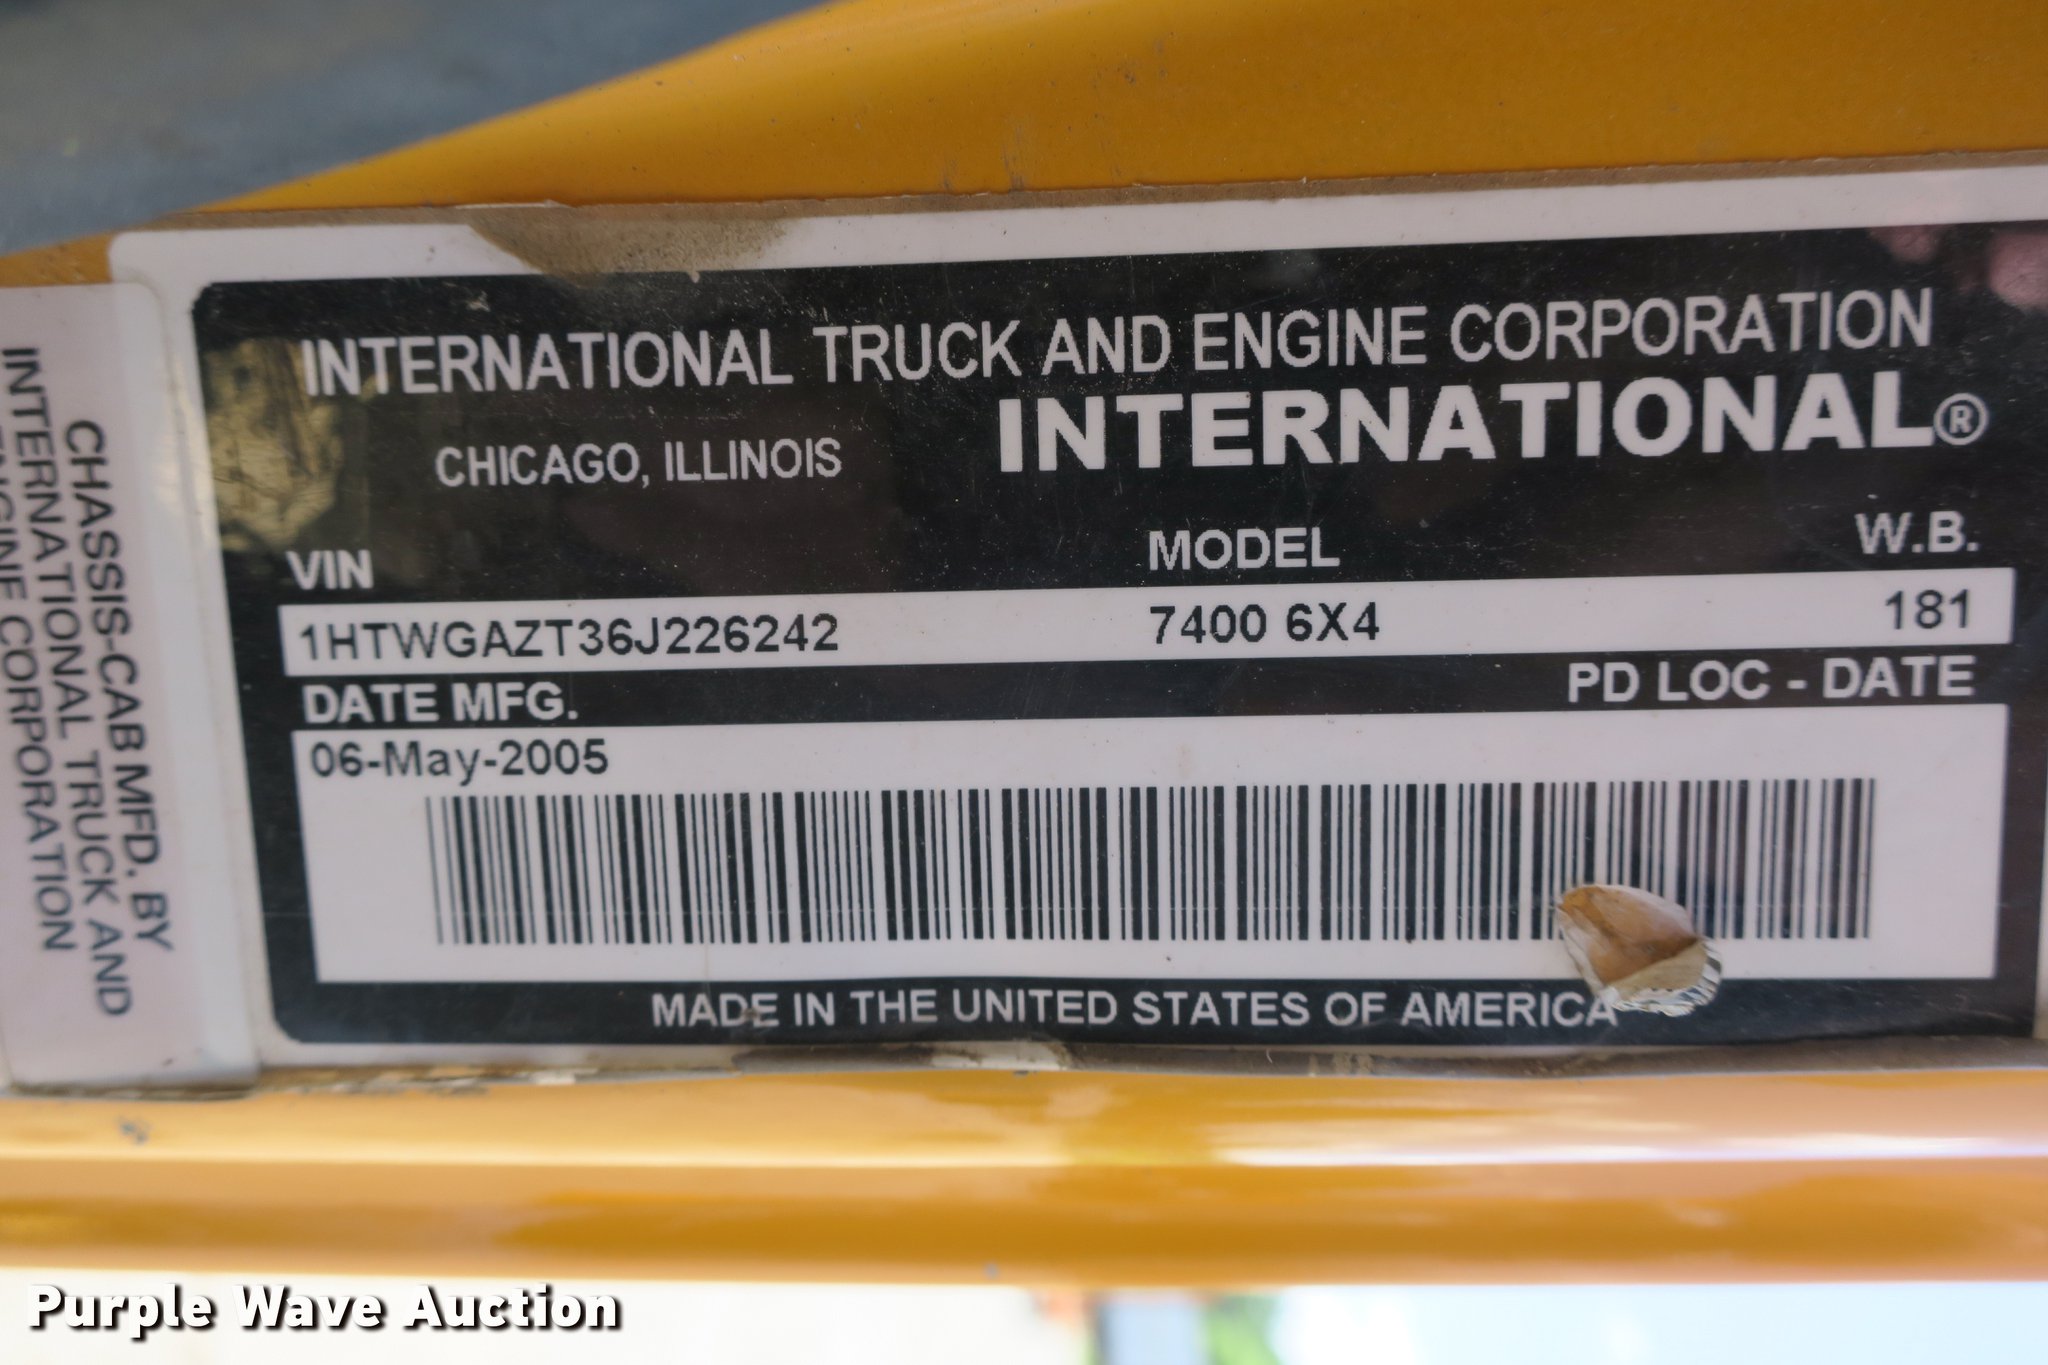 INTERNATIONAL TRUCK AND ENGINE CORPORATION
CHICAGO, ILLINOIS
INTERNATIONAL®
VIN MODEL W.B.
1HTWGAZT36J226242 7400 6X4 181
DATE MFG. PD LOC - DATE
06-May-2005
MADE IN THE UNITED STATES OF AMERICA
CHASSIS-CAB MFD. BY
INTERNATIONAL TRUCK AND
ENGINE CORPORATION
Purple Wave Auction